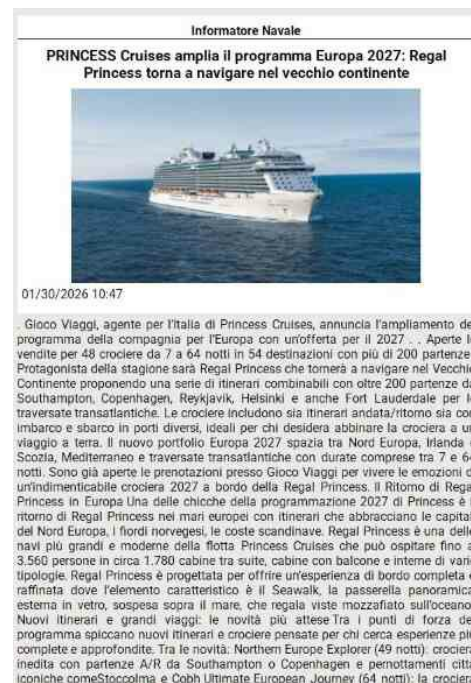 Informatore Navale
PRINCESS Cruises amplia il programma Europa 2027: Regal
Princess torna a navigare nel vecchio continente
01/30/2026 10:47
. Gioco Viaggi, agente per l'Italia di Princess Cruises, annuncia l'ampliamento de
programma della compagnia per l'Europa con un'offerta per il 2027 . . Aperte l
vendite per 48 crociere da 7 a 64 notti in 54 destinazioni con più di 200 partenze
Protagonista della stagione sarà Regal Princess che tornerà a navigare nel Vecchio
Continente proponendo una serie di itinerari combinabili con oltre 200 partenze da
Southampton, Copenhagen, Reykjavik, Helsinki e anche Fort Lauderdale per l
traversate transatlantiche. Le crociere includono sia itinerari andata/ritorno sia co
imbarco e sbarco in porti diversi, ideali per chi desidera abbinare la crociera a u
viaggio a terra. Il nuovo portfolio Europa 2027 spazia tra Nord Europa, Irlanda
Scozia, Mediterraneo e traversate transatlantiche con durate comprese tra 7 e 64
notti. Sono già aperte le prenotazioni presso Gioco Viaggi per vivere le emozioni d
un'indimenticabile crociera 2027 a bordo della Regal Princess. Il Ritorno di Rega
Princess in Europa Una delle chicche della programmazione 2027 di Princess è i
ritorno di Regal Princess nei mari europei con itinerari che abbracciano le capital
del Nord Europa, i fiordi norvegesi, le coste scandinave. Regal Princess è una delle
navi più grandi e moderne della flotta Princess Cruises che può ospitare fino a
3.560 persone in circa 1.780 cabine tra suite, cabine con balcone e interne di vari
tipologie. Regal Princess è progettata per offrire un'esperienza di bordo completa
raffinata dove l'elemento caratteristico è il Seawalk, la passerella panoramica
esterna in vetro, sospesa sopra il mare, che regala viste mozzafiato sull'oceano
Nuovi itinerari e grandi viaggi: le novità più attese Tra i punti di forza de
programma spiccano nuovi itinerari e crociere pensate per chi cerca esperienze più
complete e approfondite. Tra le novità: Northern Europe Explorer (49 notti): crociera
inedita con partenze A/R da Southampton o Copenhagen e pernottamenti città
iconiche comeStoccolma e Cobh Ultimate European Journey (64 notti): la crociera